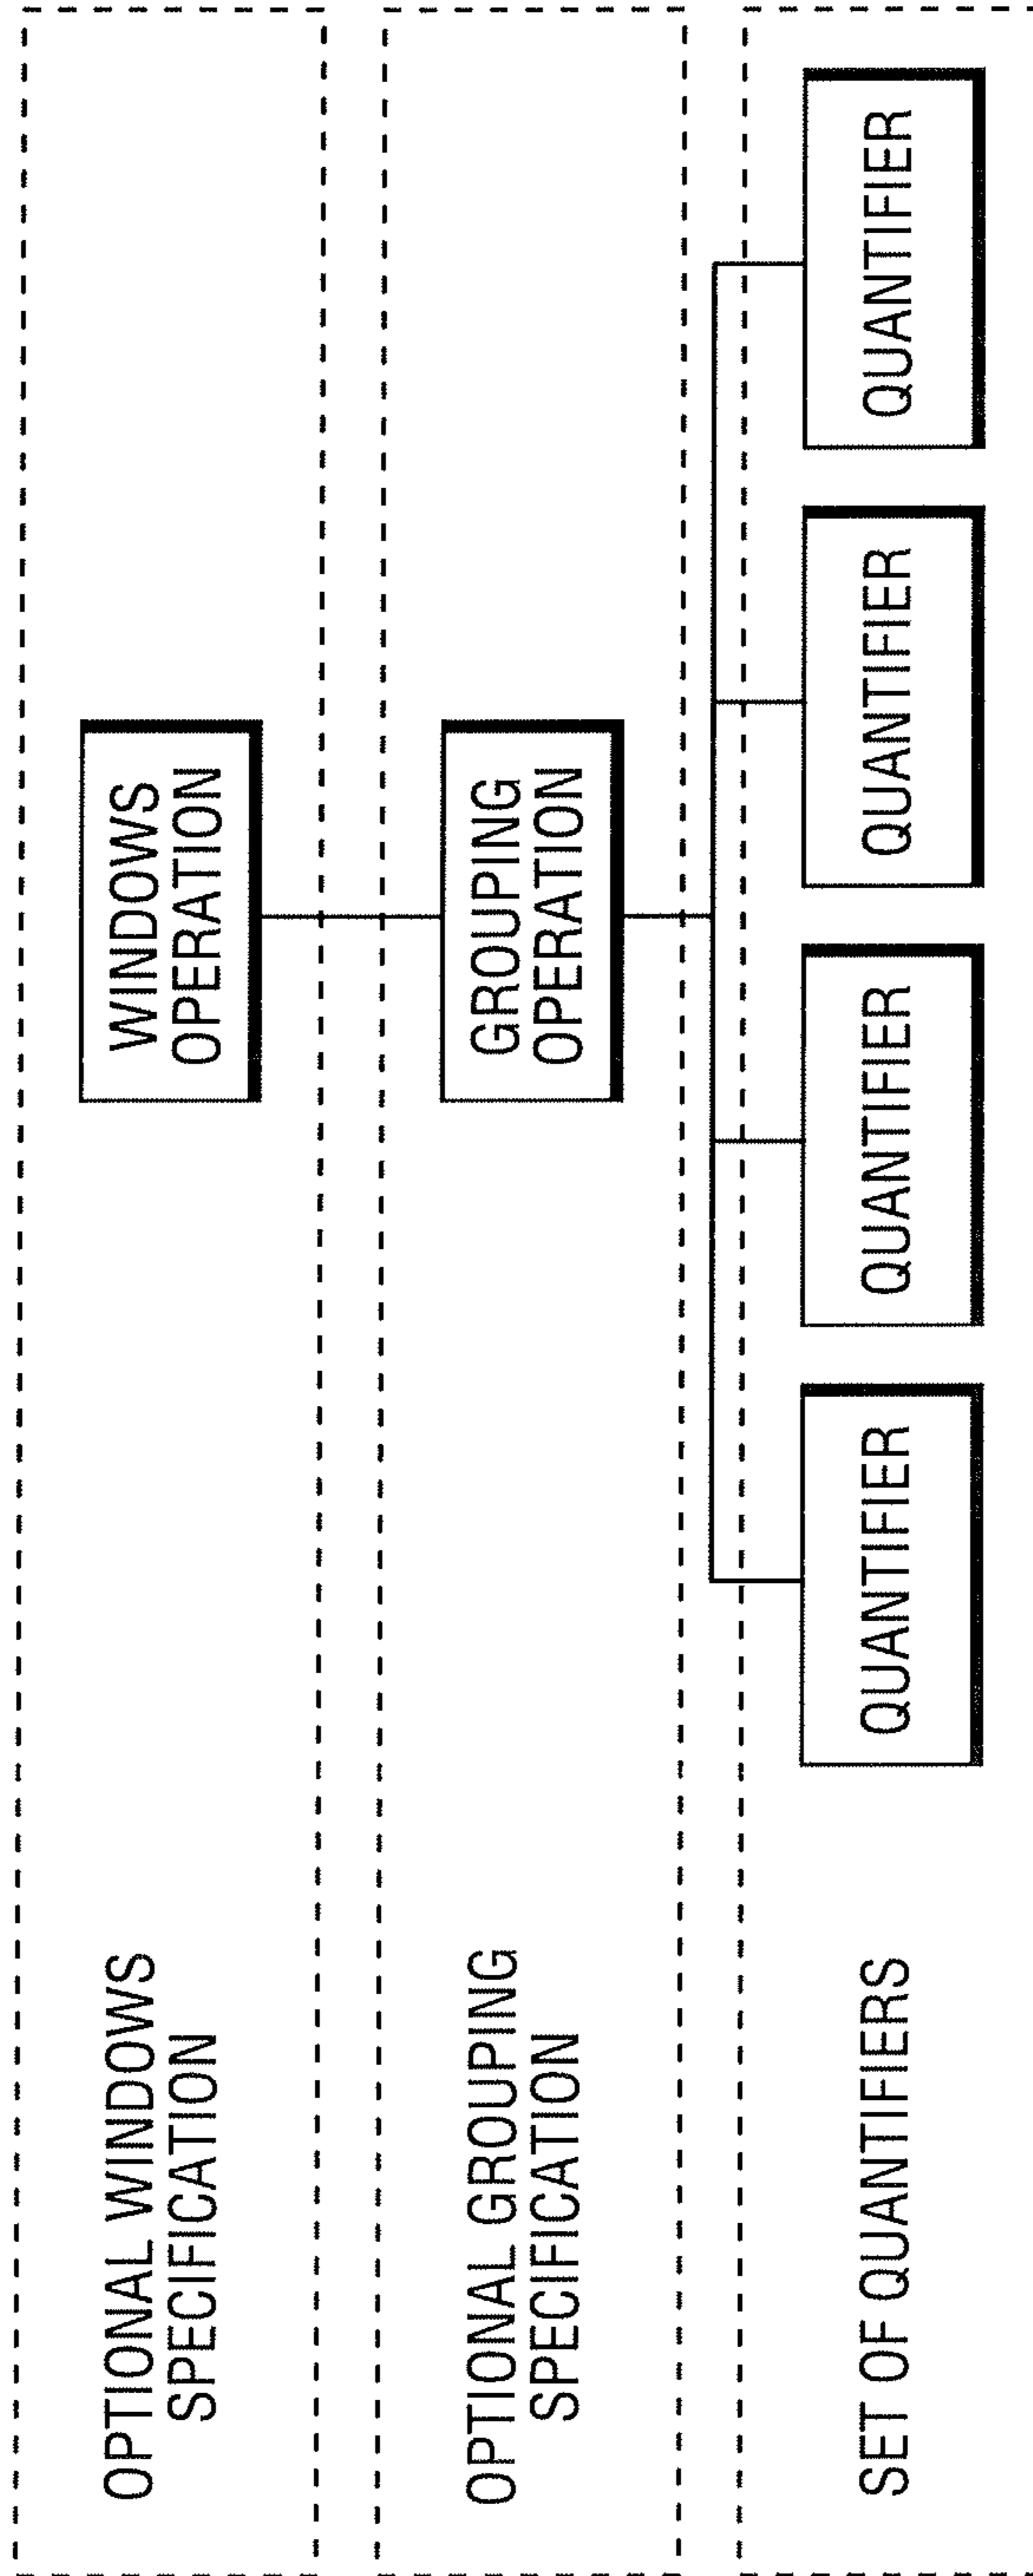 OPTIONAL WINDOWS
SPECIFICATION
WINDOWS
OPERATION
OPTIONAL GROUPING
SPECIFICATION
GROUPING
OPERATION
SET OF QUANTIFIERS
QUANTIFIER
QUANTIFIER
QUANTIFIER
QUANTIFIER